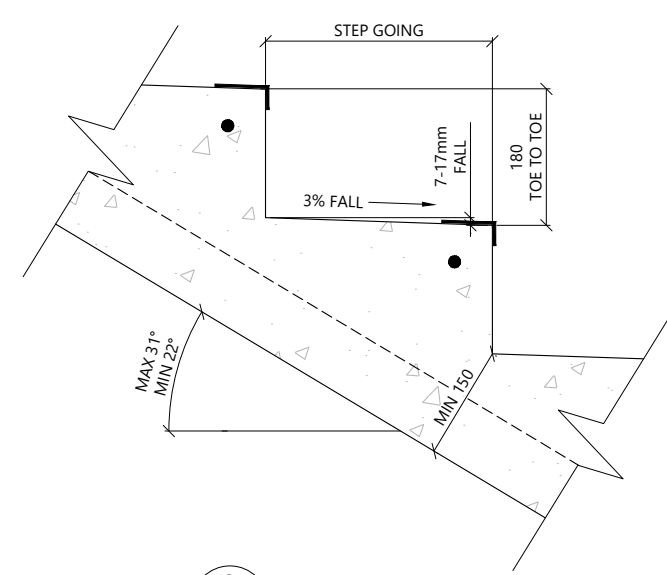 STEP GOING
7-17mm
FALL
180
TOE TO TOE
3% FALL
MAX 31°
MIN 22°
MIN 150